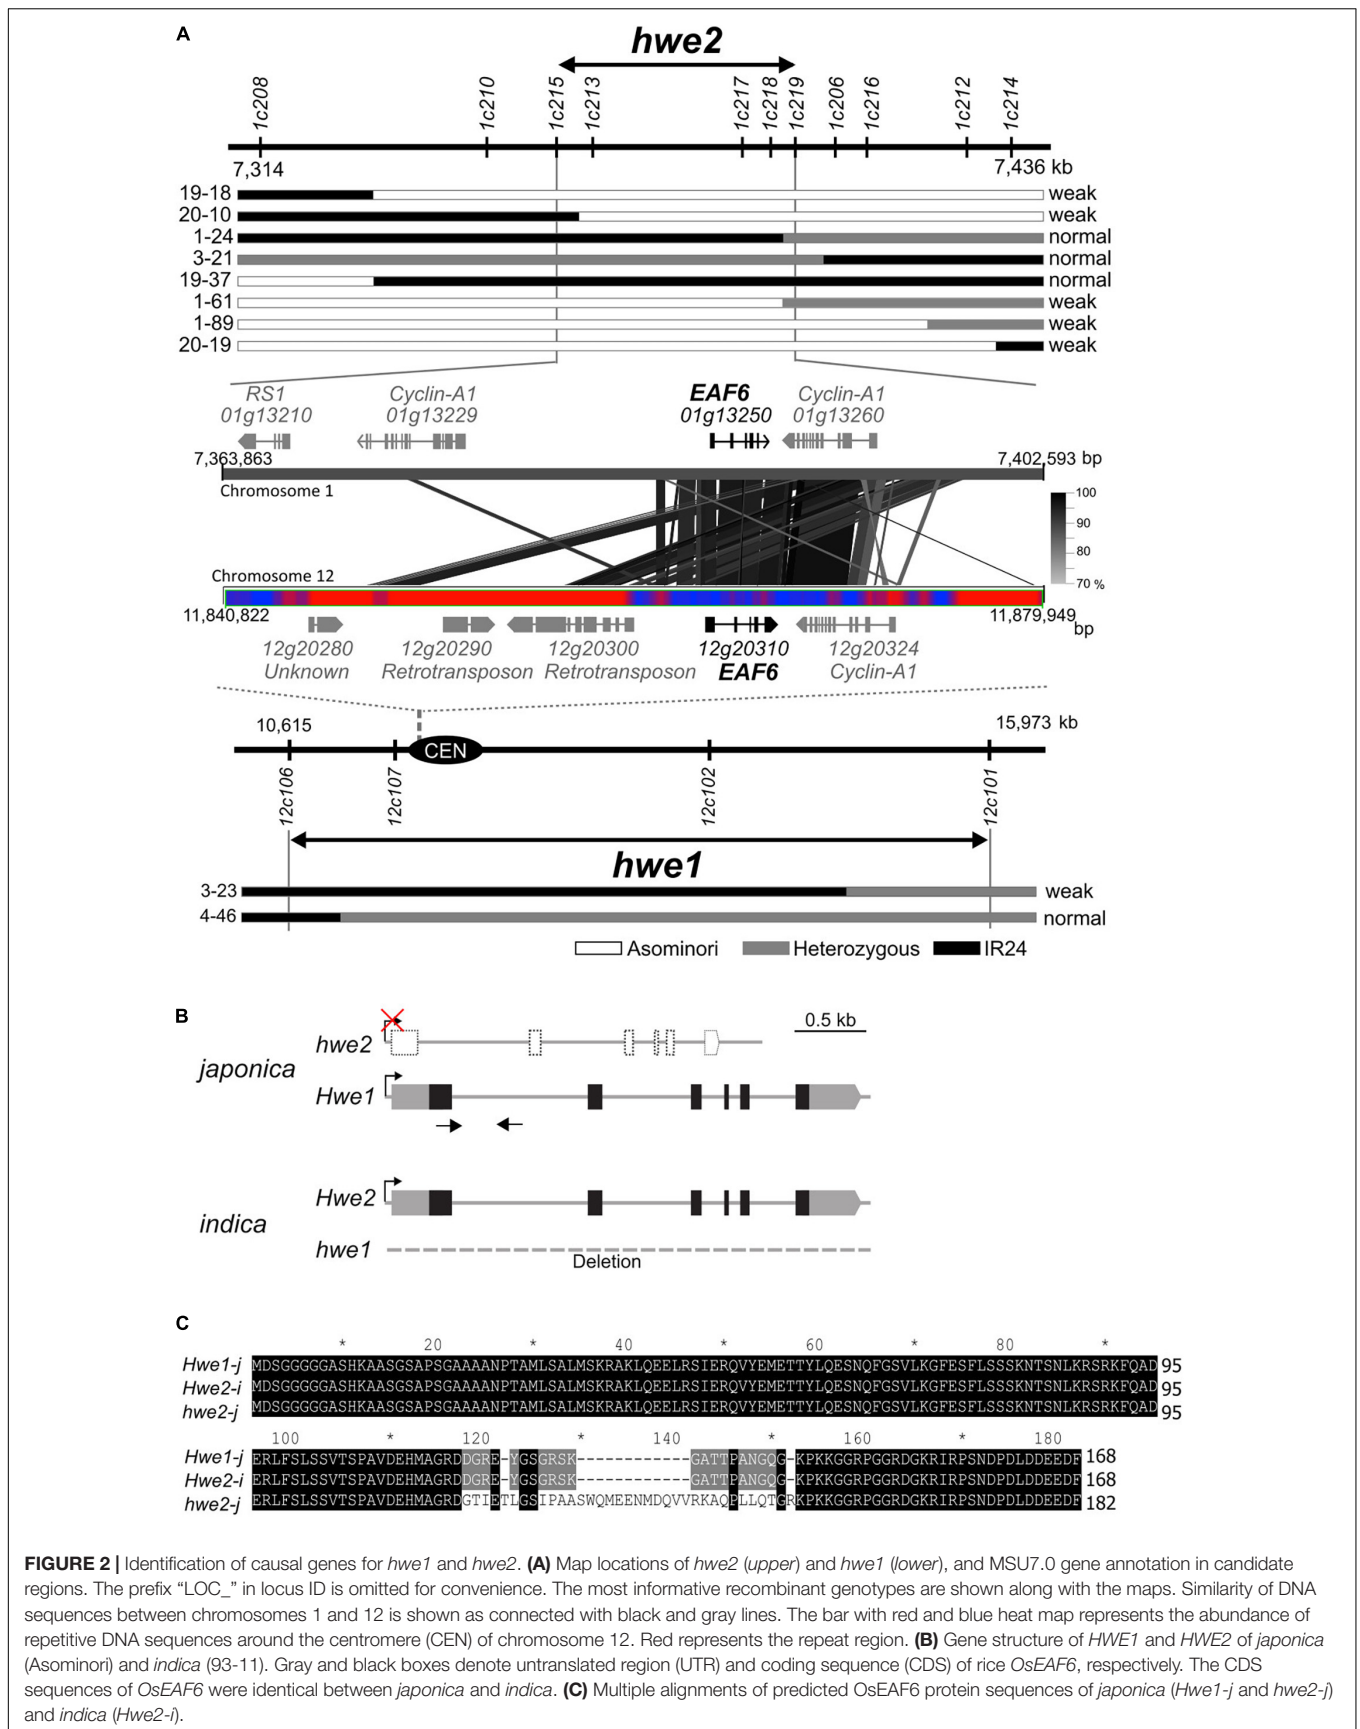 A
hwe2
1c208 1c210 1c215 1c213 1c217 1c218 1c219 1c206 1c216 1c212 1c214
7,314 7,436 kb
19-18 weak
20-10 weak
1-24 normal
3-21 normal
19-37 normal
1-61 weak
1-89 weak
20-19 weak
RS1 Cyclin-A1 EAF6 Cyclin-A1
01g13210 01g13229 01g13250 01g13260
7,363,863 7,402,593 bp
Chromosome 1
100
90
80
70 %
Chromosome 12
11,840,822 11,879,949 bp
12g20280 12g20290 12g20300 12g20310 12g20324
Unknown Retrotransposon Retrotransposon EAF6 Cyclin-A1
10,615 15,973 kb
CEN
12c106 12c107 12c102 12c101
hwe1
3-23 weak
4-46 normal
Asominori Heterozygous IR24
B
0.5 kb
hwe2
japonica
Hwe1
Hwe2
indica
hwe1
Deletion
C
* 20 * 40 * 60 * 80 *
Hwe1-j MDSGGGGGASHKAASGSAPSGAAAANPTAMLSALMSKRAKLQEELRSIERQVYEMETTYLQESNQFGSVLKGFESFLSSSKNTSNLKRSRKFQAD 95
Hwe2-i MDSGGGGGASHKAASGSAPSGAAAANPTAMLSALMSKRAKLQEELRSIERQVYEMETTYLQESNQFGSVLKGFESFLSSSKNTSNLKRSRKFQAD 95
hwe2-j MDSGGGGGASHKAASGSAPSGAAAANPTAMLSALMSKRAKLQEELRSIERQVYEMETTYLQESNQFGSVLKGFESFLSSSKNTSNLKRSRKFQAD 95
100 * 120 * 140 * 160 * 180
Hwe1-j ERLFSLSSVTSPAVDEHMAGRDDGRE-YGSGRSK------------GATTPANGQG-KPKKGGRPGGRDGKRIRPSNDPDLDDEEDF 168
Hwe2-i ERLFSLSSVTSPAVDEHMAGRDDGRE-YGSGRSK------------GATTPANGQG-KPKKGGRPGGRDGKRIRPSNDPDLDDEEDF 168
hwe2-j ERLFSLSSVTSPAVDEHMAGRDGTIETLGSIPAASWQMEENMDQVVRKAQPLLQTGRKPKKGGRPGGRDGKRIRPSNDPDLDDEEDF 182
FIGURE 2 | Identification of causal genes for hwe1 and hwe2. (A) Map locations of hwe2 (upper) and hwe1 (lower), and MSU7.0 gene annotation in candidate
regions. The prefix “LOC_” in locus ID is omitted for convenience. The most informative recombinant genotypes are shown along with the maps. Similarity of DNA
sequences between chromosomes 1 and 12 is shown as connected with black and gray lines. The bar with red and blue heat map represents the abundance of
repetitive DNA sequences around the centromere (CEN) of chromosome 12. Red represents the repeat region. (B) Gene structure of HWE1 and HWE2 of japonica
(Asominori) and indica (93-11). Gray and black boxes denote untranslated region (UTR) and coding sequence (CDS) of rice OsEAF6, respectively. The CDS
sequences of OsEAF6 were identical between japonica and indica. (C) Multiple alignments of predicted OsEAF6 protein sequences of japonica (Hwe1-j and hwe2-j)
and indica (Hwe2-i).